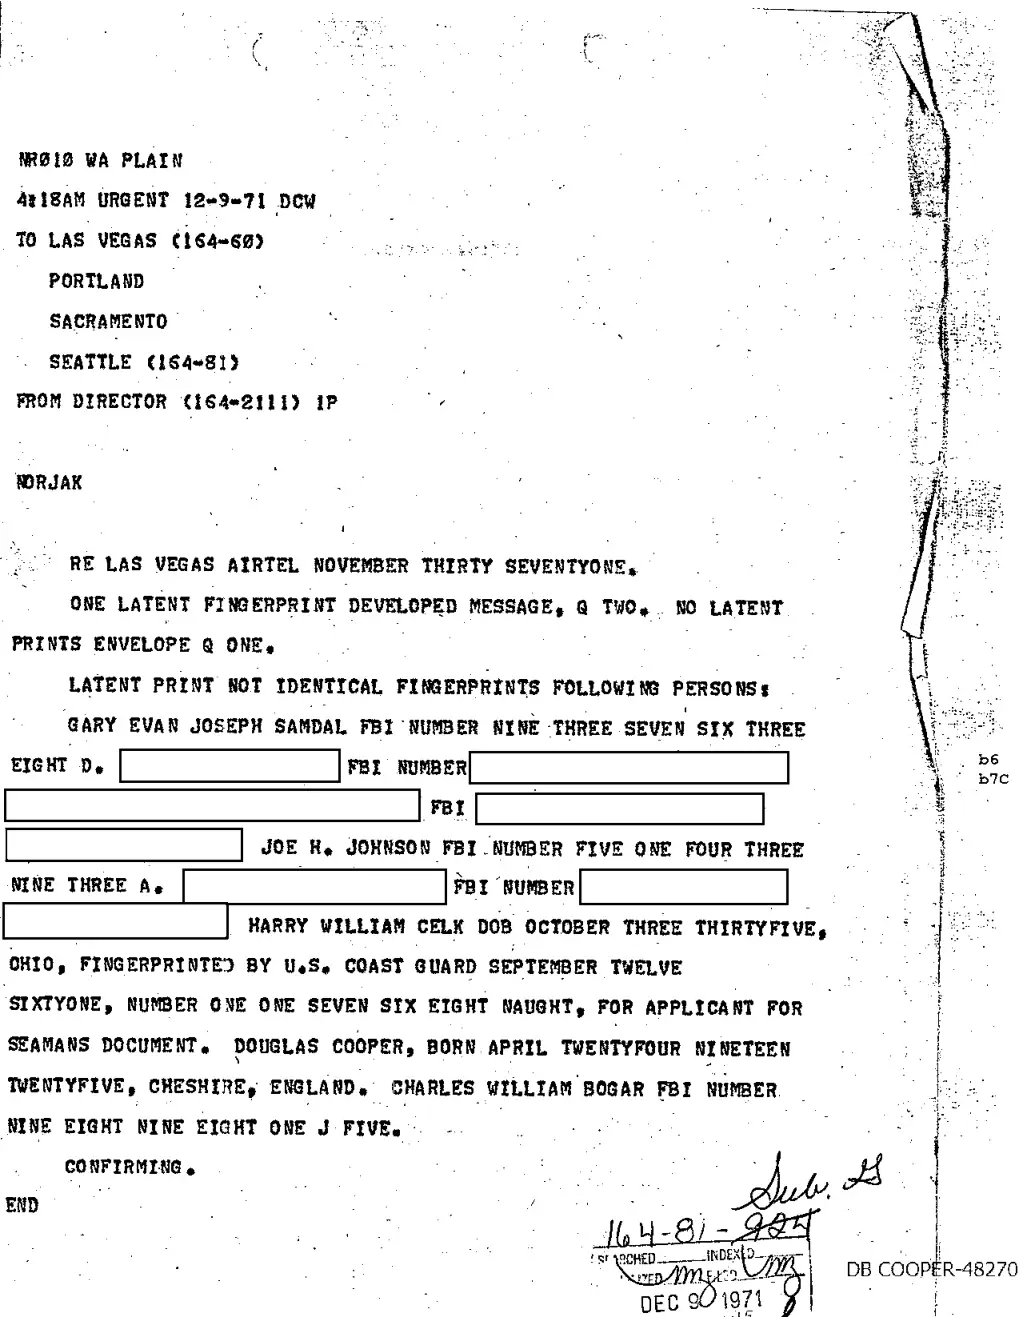 NR010 WA PLAIN
4:18AM URGENT 12-9-71 DCW
TO LAS VEGAS (164-60)
PORTLAND
SACRAMENTO
SEATTLE (164-81)
FROM DIRECTOR (164-2111) 1P
NORJAK
RE LAS VEGAS AIRTEL NOVEMBER THIRTY SEVENTYONE.
ONE LATENT FINGERPRINT DEVELOPED MESSAGE, Q TWO. NO LATENT
PRINTS ENVELOPE Q ONE.
LATENT PRINT NOT IDENTICAL FINGERPRINTS FOLLOWING PERSONS:
GARY EVAN JOSEPH SAMDAL FBI NUMBER NINE THREE SEVEN SIX THREE
EIGHT D. FBI NUMBER
b6
b7C
FBI
JOE H. JOHNSON FBI NUMBER FIVE ONE FOUR THREE
NINE THREE A. FBI NUMBER
HARRY WILLIAM CELK DOB OCTOBER THREE THIRTYFIVE,
OHIO, FINGERPRINTED BY U.S. COAST GUARD SEPTEMBER TWELVE
SIXTYONE, NUMBER ONE ONE SEVEN SIX EIGHT NAUGHT, FOR APPLICANT FOR
SEAMANS DOCUMENT. DOUGLAS COOPER, BORN APRIL TWENTYFOUR NINETEEN
TWENTYFIVE, CHESHIRE, ENGLAND. CHARLES WILLIAM BOGAR FBI NUMBER
NINE EIGHT NINE EIGHT ONE J FIVE.
CONFIRMING.
END
Sub. G
164-81-924
INDEXED
DEC 9 1971
DB COOPER-48270